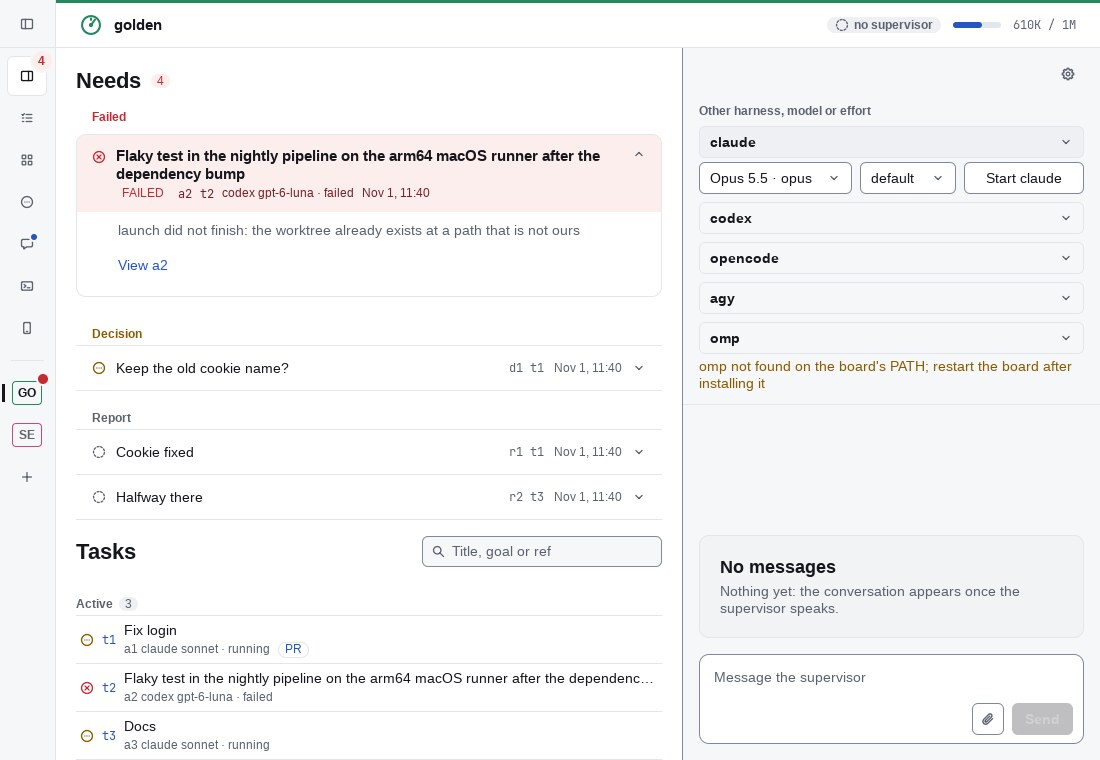 golden
no supervisor
610K / 1M
4
GO
SE
Needs 4
Failed
Flaky test in the nightly pipeline on the arm64 macOS runner after the
dependency bump
FAILED a2 t2 codex gpt-6-luna · failed Nov 1, 11:40
launch did not finish: the worktree already exists at a path that is not ours
View a2
Decision
Keep the old cookie name? d1 t1 Nov 1, 11:40
Report
Cookie fixed r1 t1 Nov 1, 11:40
Halfway there r2 t3 Nov 1, 11:40
Tasks
Title, goal or ref
Active 3
t1 Fix login
a1 claude sonnet · running PR
t2 Flaky test in the nightly pipeline on the arm64 macOS runner after the dependenc…
a2 codex gpt-6-luna · failed
t3 Docs
a3 claude sonnet · running
Other harness, model or effort
claude
Opus 5.5 · opus default Start claude
codex
opencode
agy
omp
omp not found on the board's PATH; restart the board after
installing it
No messages
Nothing yet: the conversation appears once the
supervisor speaks.
Message the supervisor
Send